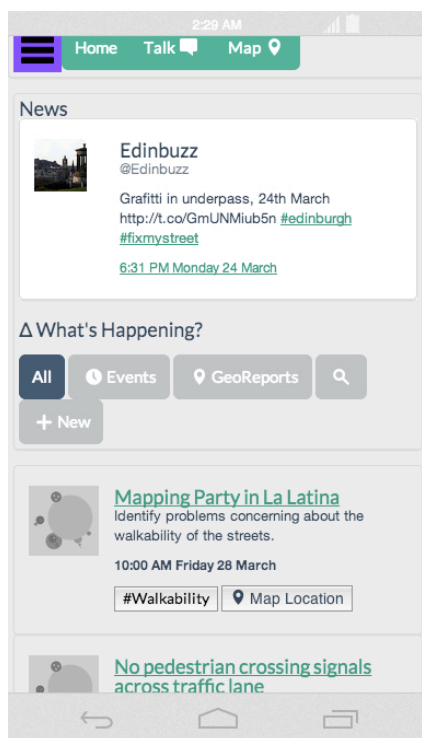 2:29 AM
Home Talk Map
News
Edinbuzz
@Edinbuzz
Grafitti in underpass, 24th March
http://t.co/GmUNMiub5n #edinburgh
#fixmystreet
6:31 PM Monday 24 March
Δ What's Happening?
All Events GeoReports
+ New
Mapping Party in La Latina
Identify problems concerning about the
walkability of the streets.
10:00 AM Friday 28 March
#Walkability Map Location
No pedestrian crossing signals
across traffic lane